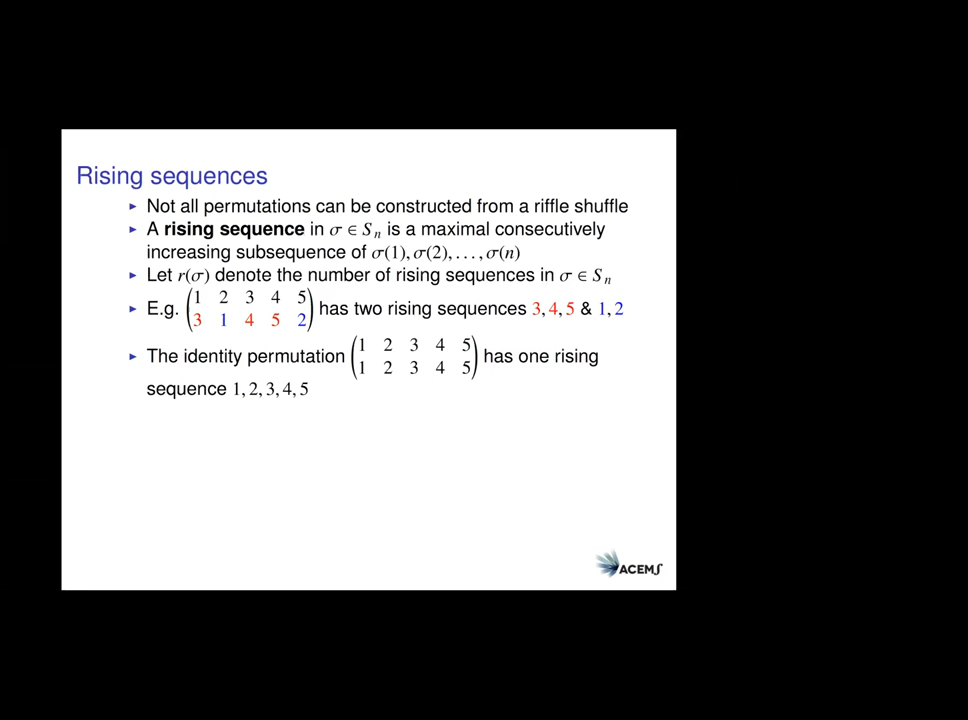 Rising sequences
▶ Not all permutations can be constructed from a riffle shuffle
▶ A rising sequence in σ ∈ Sₙ is a maximal consecutively
increasing subsequence of σ(1), σ(2), . . . , σ(n)
▶ Let r(σ) denote the number of rising sequences in σ ∈ Sₙ
1 2 3 4 5
▶ E.g. has two rising sequences 3, 4, 5 & 1, 2
3 1 4 5 2
1 2 3 4 5
▶ The identity permutation has one rising
1 2 3 4 5
sequence 1, 2, 3, 4, 5
ACEMS